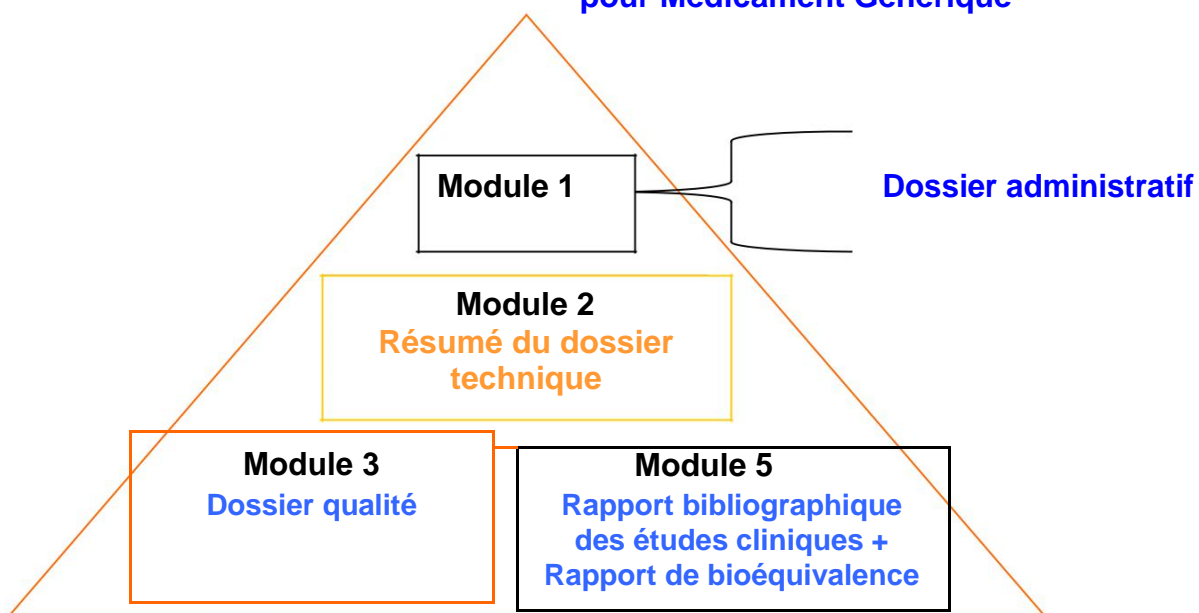 pour Médicament Générique
Module 1
Dossier administratif
Module 2
Résumé du dossier
technique
Module 3
Dossier qualité
Module 5
Rapport bibliographique
des études cliniques +
Rapport de bioéquivalence